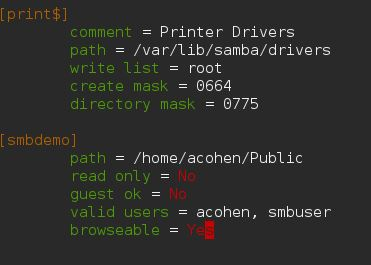 [print$]
comment = Printer Drivers
path = /var/lib/samba/drivers
write list = root
create mask = 0664
directory mask = 0775
[smbdemo]
path = /home/acohen/Public
read only = No
guest ok = No
valid users = acohen, smbuser
browseable = Yes